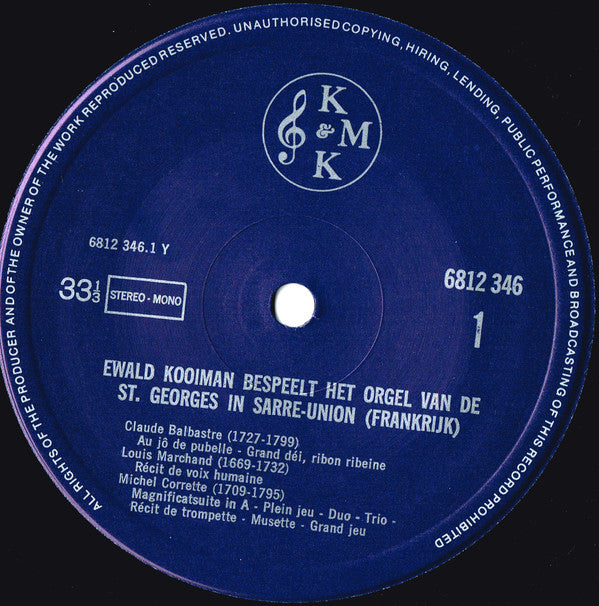 ALL RIGHTS OF THE PRODUCER AND OF THE OWNER OF THE WORK REPRODUCED RESERVED. UNAUTHORISED COPYING, HIRING, LENDING, PUBLIC PERFORMANCE AND BROADCASTING OF THIS RECORD PROHIBITED
K
& M
K
6812 346.1 Y
6812 346
33⅓ STEREO-MONO
1
EWALD KOOIMAN BESPEELT HET ORGEL VAN DE
ST. GEORGES IN SARRE-UNION (FRANKRIJK)
Claude Balbastre (1727-1799)
Au jô de pubelle - Grand déi, ribon ribeine
Louis Marchand (1669-1732)
Récit de voix humaine
Michel Corrette (1709-1795)
Magnificatsuite in A - Plein jeu - Duo - Trio -
Récit de trompette - Musette - Grand jeu